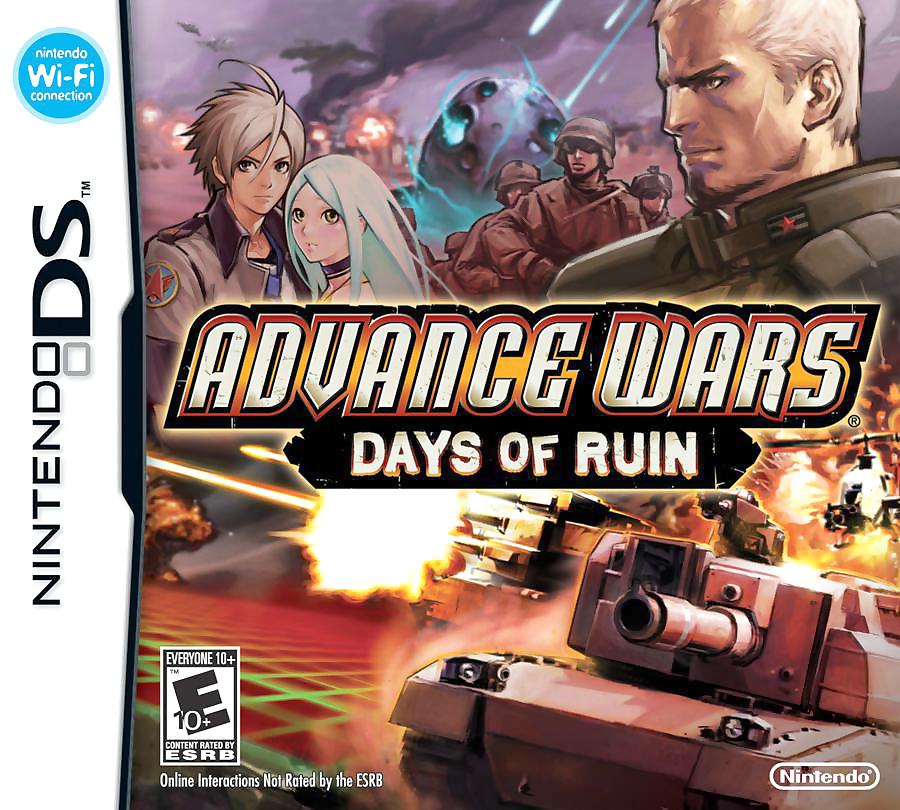 nintendo
Wi-Fi
connection
NINTENDO DS™
ADVANCE WARS®
DAYS OF RUIN
EVERYONE 10+
™
E
10+
CONTENT RATED BY
ESRB
Online Interactions Not Rated by the ESRB
Nintendo®